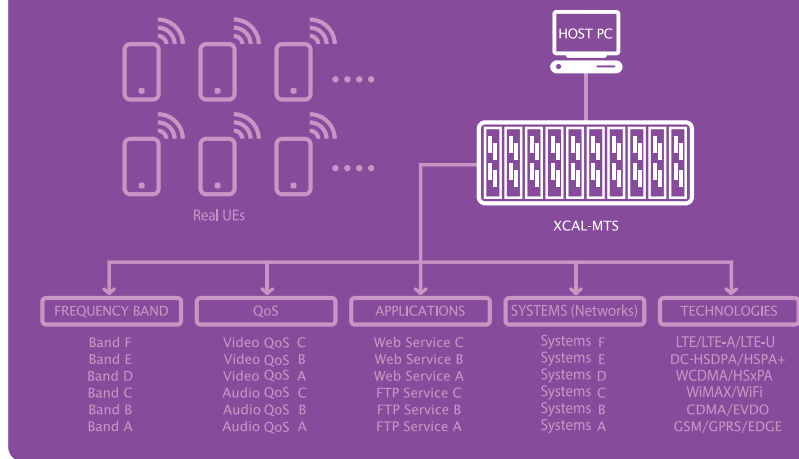 HOST PC
Real UEs
XCAL-MTS
FREQUENCY BAND
Band F
Band E
Band D
Band C
Band B
Band A
QoS
Video QoS C
Video QoS B
Video QoS A
Audio QoS C
Audio QoS B
Audio QoS A
APPLICATIONS
Web Service C
Web Service B
Web Service A
FTP Service C
FTP Service B
FTP Service A
SYSTEMS (Networks)
Systems F
Systems E
Systems D
Systems C
Systems B
Systems A
TECHNOLOGIES
LTE/LTE-A/LTE-U
DC-HSDPA/HSPA+
WCDMA/HSxPA
WiMAX/WiFi
CDMA/EVDO
GSM/GPRS/EDGE